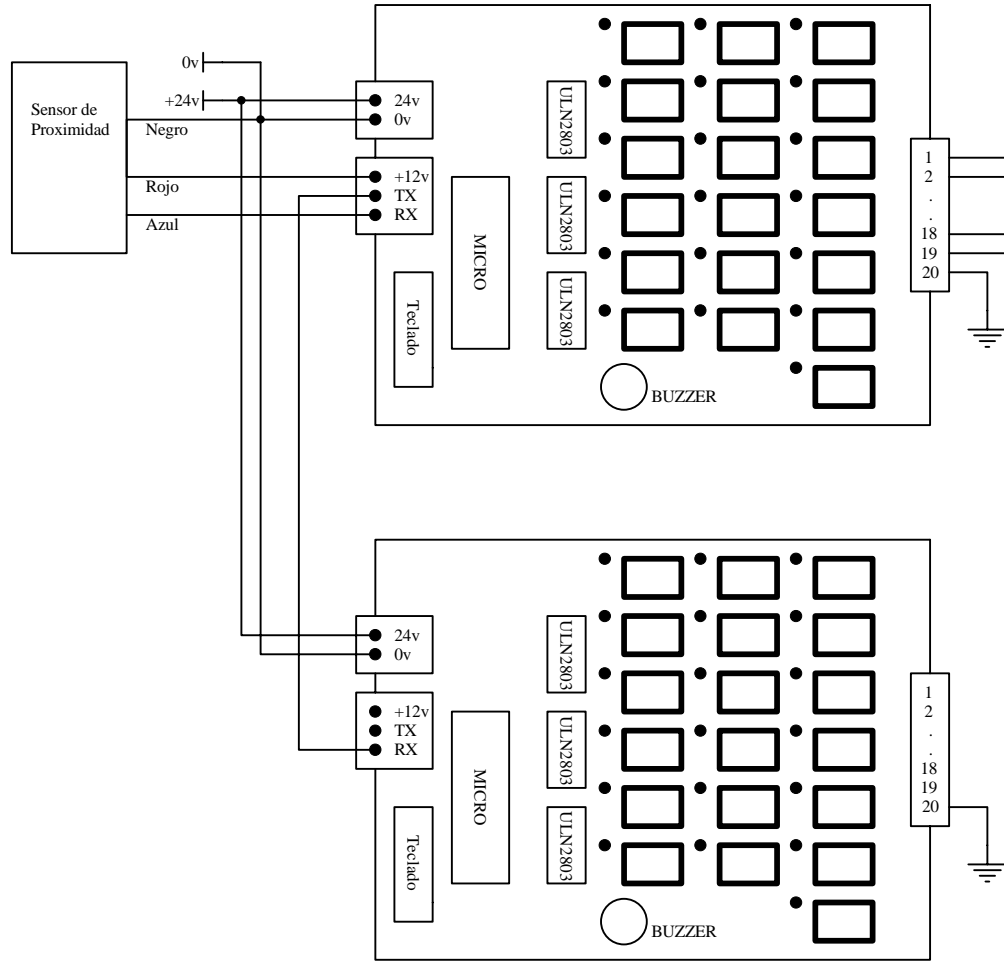 0v
+24v
Sensor de
Proximidad
Negro
Rojo
Azul
24v
0v
+12v
TX
RX
MICRO
Teclado
ULN2803
ULN2803
ULN2803
BUZZER
1
2
.
.
18
19
20
24v
0v
+12v
TX
RX
MICRO
Teclado
ULN2803
ULN2803
ULN2803
BUZZER
1
2
.
.
18
19
20